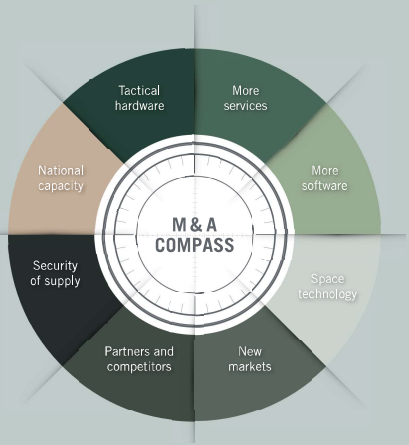 Tactical
hardware
More
services
National
capacity
More
software
M & A
COMPASS
Security
of supply
Space
technology
Partners and
competitors
New
markets